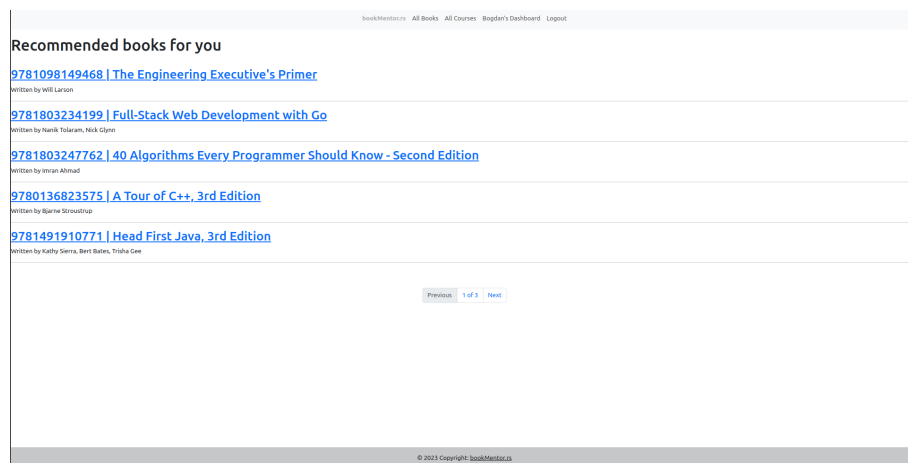 bookMentor.rs All Books All Courses Bogdan's Dashboard Logout
Recommended books for you
9781098149468 | The Engineering Executive's Primer
Written by Will Larson
9781803234199 | Full-Stack Web Development with Go
Written by Nanik Tolaram, Nick Glynn
9781803247762 | 40 Algorithms Every Programmer Should Know - Second Edition
Written by Imran Ahmad
9780136823575 | A Tour of C++, 3rd Edition
Written by Bjarne Stroustrup
9781491910771 | Head First Java, 3rd Edition
Written by Kathy Sierra, Bert Bates, Trisha Gee
Previous 1 of 3 Next
© 2023 Copyright: bookMentor.rs